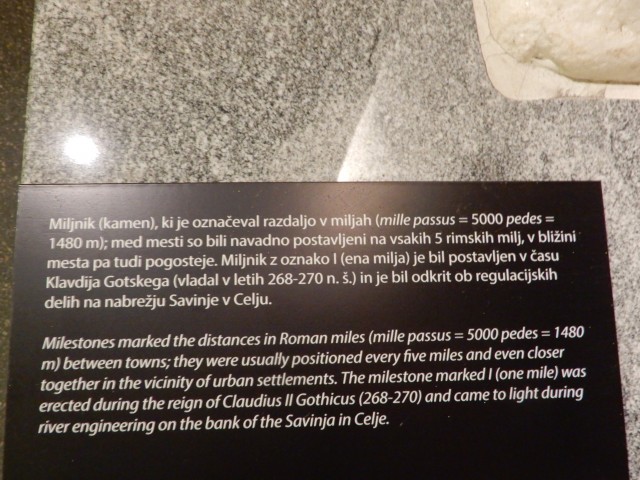 Miljnik (kamen), ki je označeval razdaljo v miljah (mille passus = 5000 pedes =
1480 m); med mesti so bili navadno postavljeni na vsakih 5 rimskih milj, v bližini
mesta pa tudi pogosteje. Miljnik z oznako I (ena milja) je bil postavljen v času
Klavdija Gotskega (vladal v letih 268-270 n. š.) in je bil odkrit ob regulacijskih
delih na nabrežju Savinje v Celju.
Milestones marked the distances in Roman miles (mille passus = 5000 pedes = 1480
m) between towns; they were usually positioned every five miles and even closer
together in the vicinity of urban settlements. The milestone marked I (one mile) was
erected during the reign of Claudius II Gothicus (268-270) and came to light during
river engineering on the bank of the Savinja in Celje.